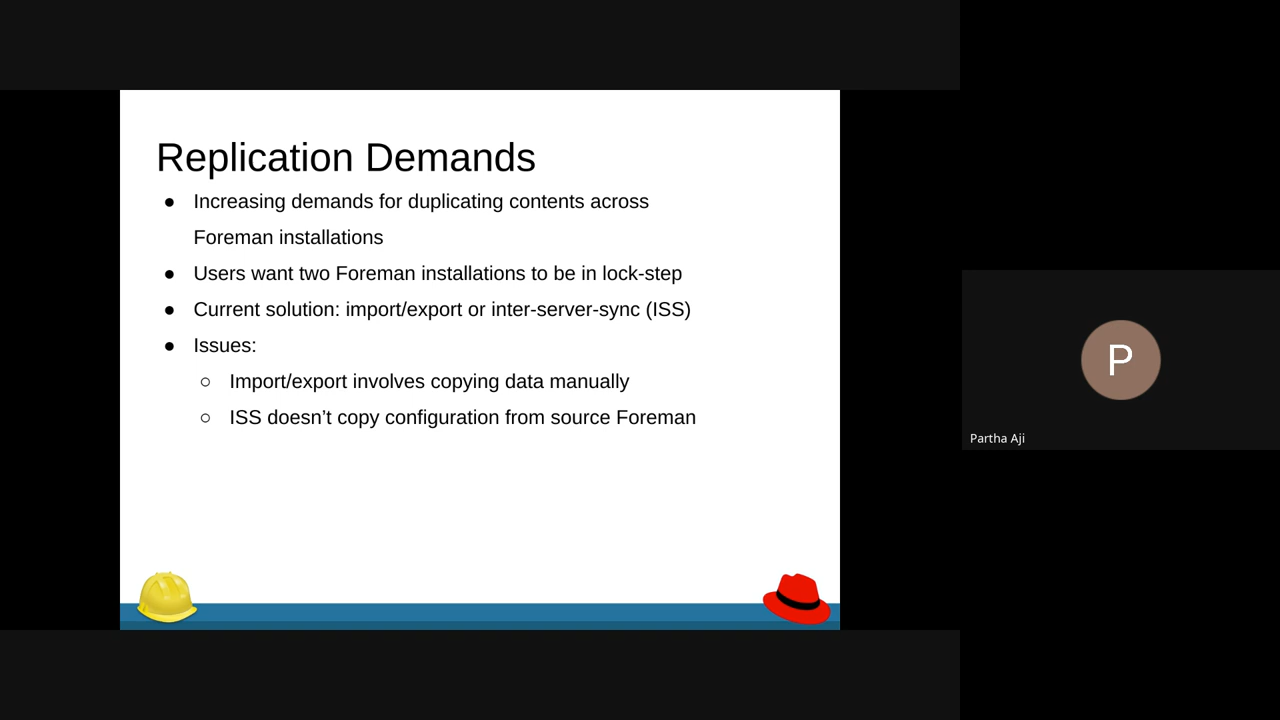 Replication Demands
● Increasing demands for duplicating contents across
Foreman installations
● Users want two Foreman installations to be in lock-step
● Current solution: import/export or inter-server-sync (ISS)
● Issues:
○ Import/export involves copying data manually
○ ISS doesn’t copy configuration from source Foreman
P
Partha Aji